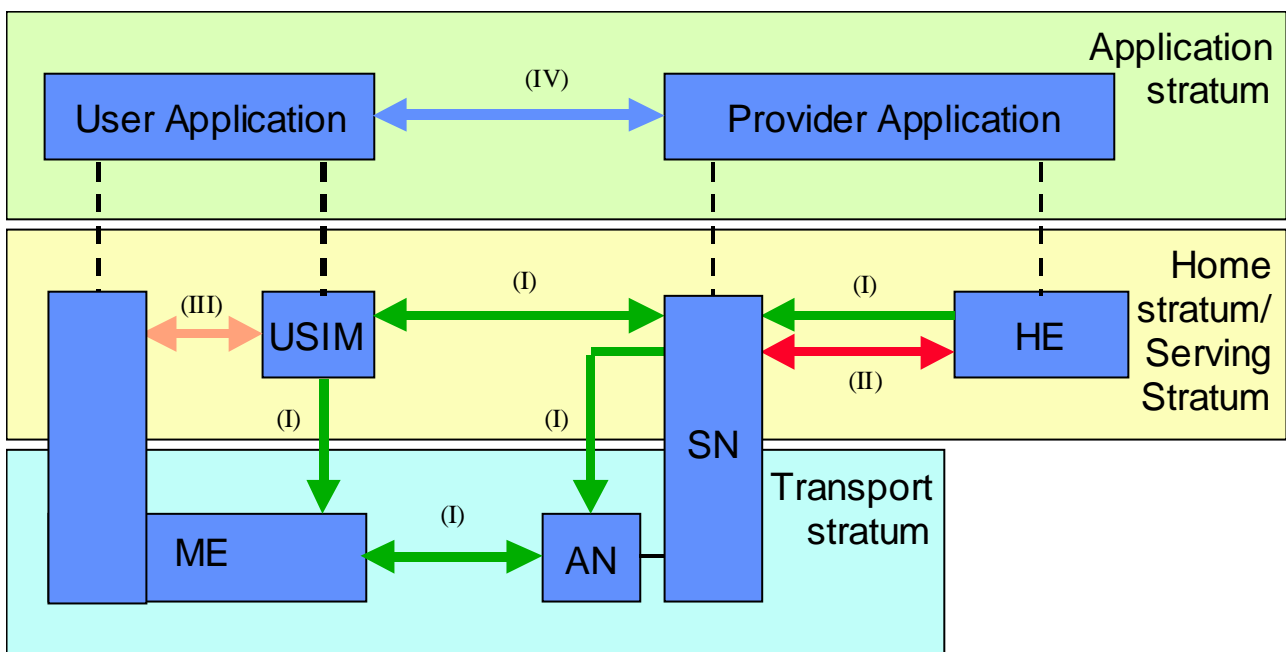 Application
stratum
User Application
(IV)
Provider Application
Home
stratum/
Serving
Stratum
(III)
USIM
(I)
(I)
HE
(II)
(I)
(I)
SN
Transport
stratum
ME
(I)
AN